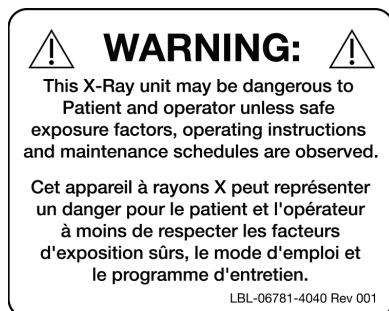 WARNING:
This X-Ray unit may be dangerous to
Patient and operator unless safe
exposure factors, operating instructions
and maintenance schedules are observed.
Cet appareil à rayons X peut représenter
un danger pour le patient et l'opérateur
à moins de respecter les facteurs
d'exposition sûrs, le mode d'emploi et
le programme d'entretien.
LBL-06781-4040 Rev 001